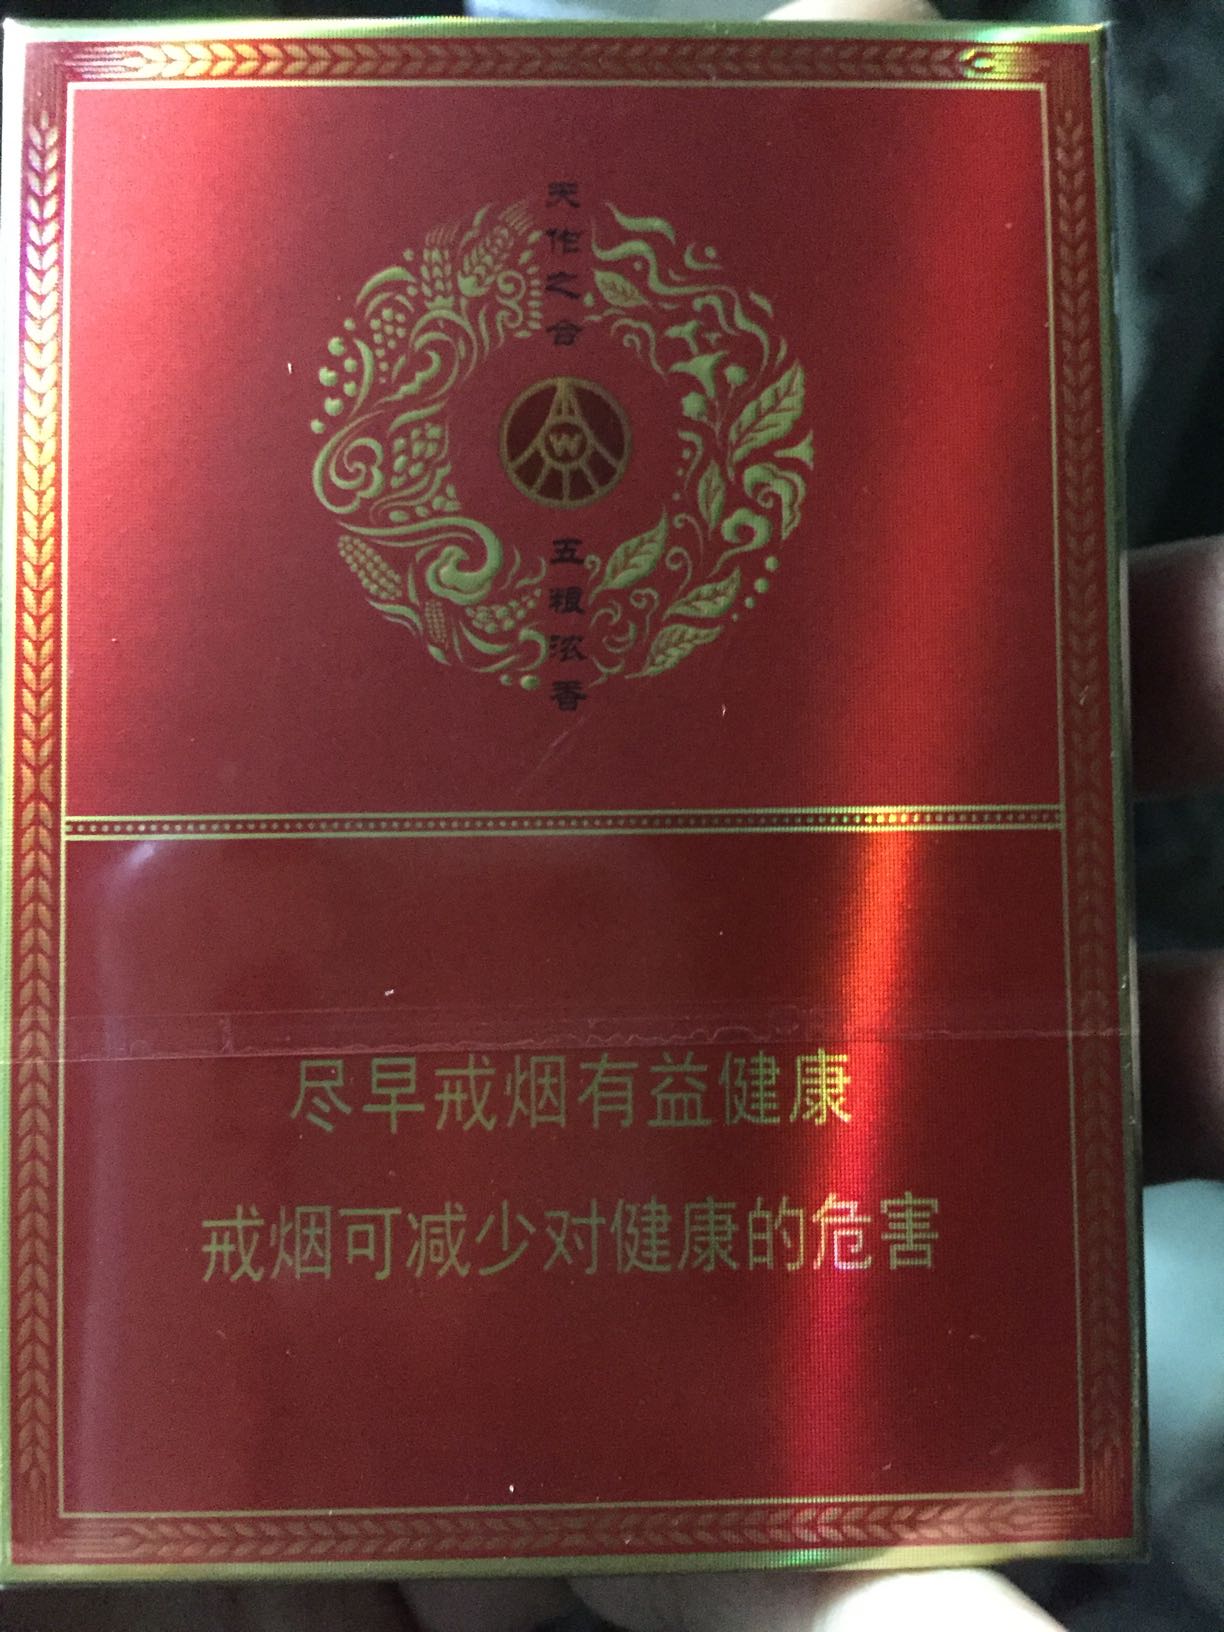 天作之合
W
五粮浓香
尽早戒烟有益健康
戒烟可减少对健康的危害